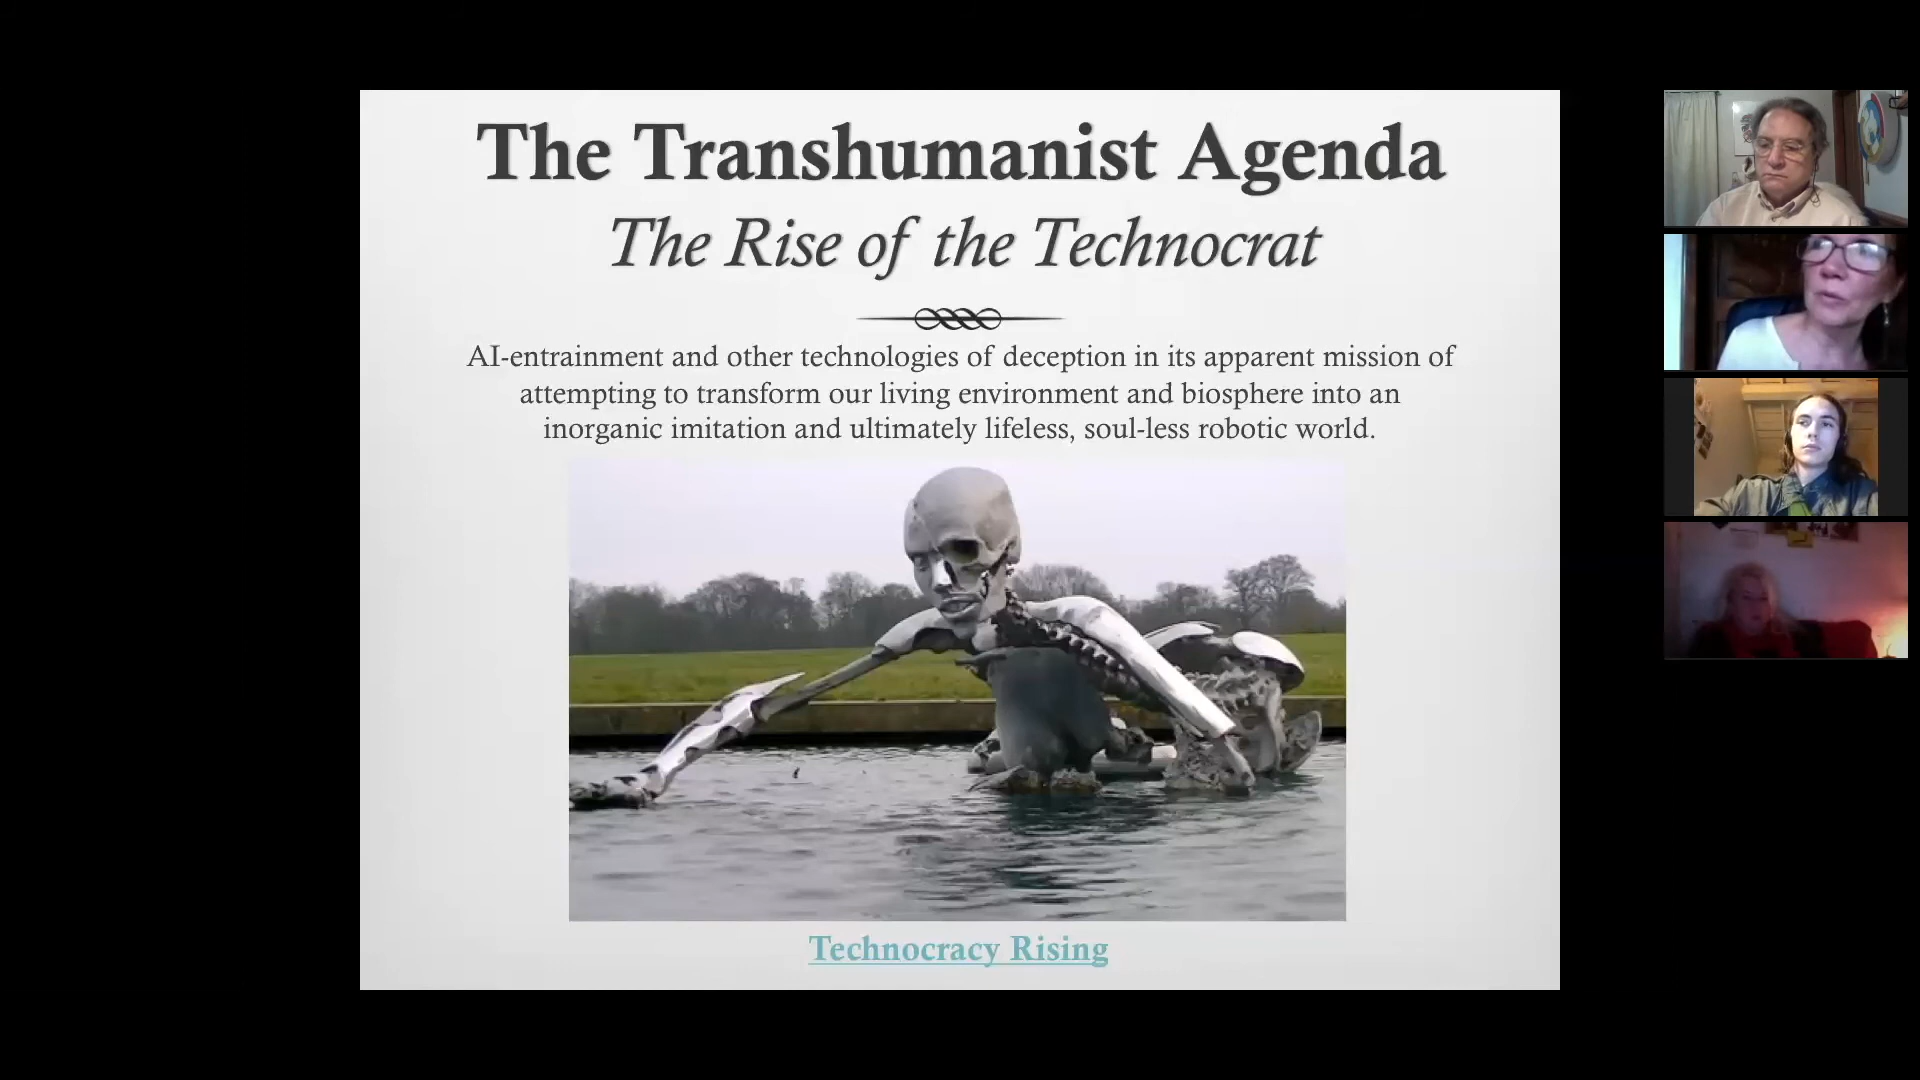 The Transhumanist Agenda
The Rise of the Technocrat
AI-entrainment and other technologies of deception in its apparent mission of
attempting to transform our living environment and biosphere into an
inorganic imitation and ultimately lifeless, soul-less robotic world.
Technocracy Rising